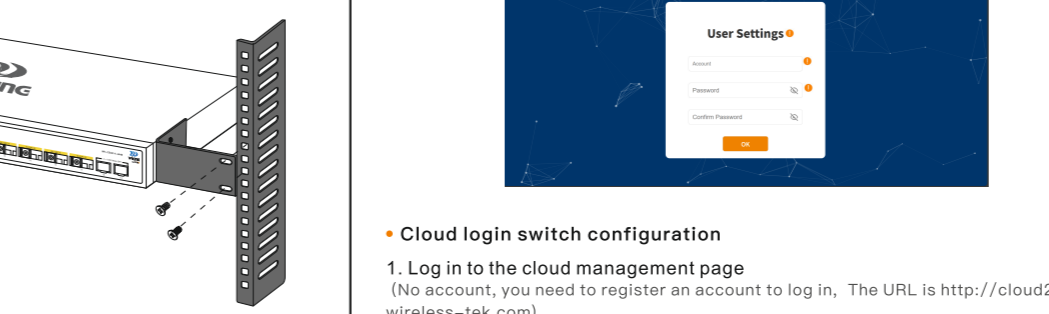 User Settings
Account
Password
Confirm Password
OK
• Cloud login switch configuration
1. Log in to the cloud management page
(No account, you need to register an account to log in, The URL is http://cloud2
wireless-tek.com)